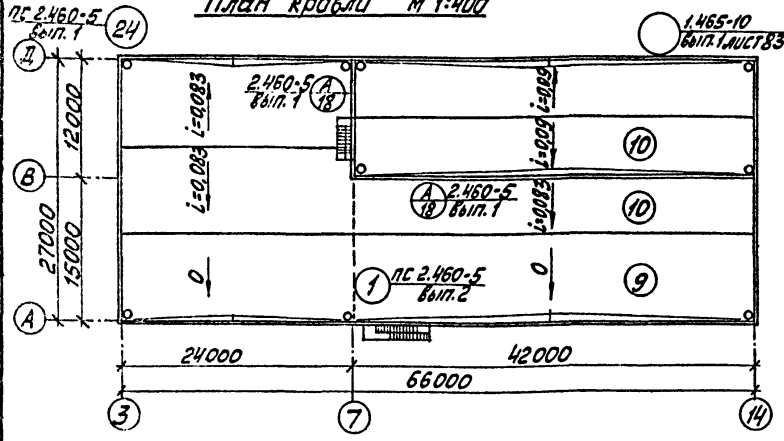 План кровли М 1:400
ПС 2.460-5
вып. 1
24
1.465-10
вып. 1 лист 83
Д
2.460-5
вып. 1
А
18
i=0,083
i=0,09
12000
i=0,083
i=0,09
10
В
А
18
2.460-5
вып. 1
i=0,083
10
27000
15000
0
1
ПС 2.460-5
вып. 2
0
9
А
24000
42000
66000
3
7
14